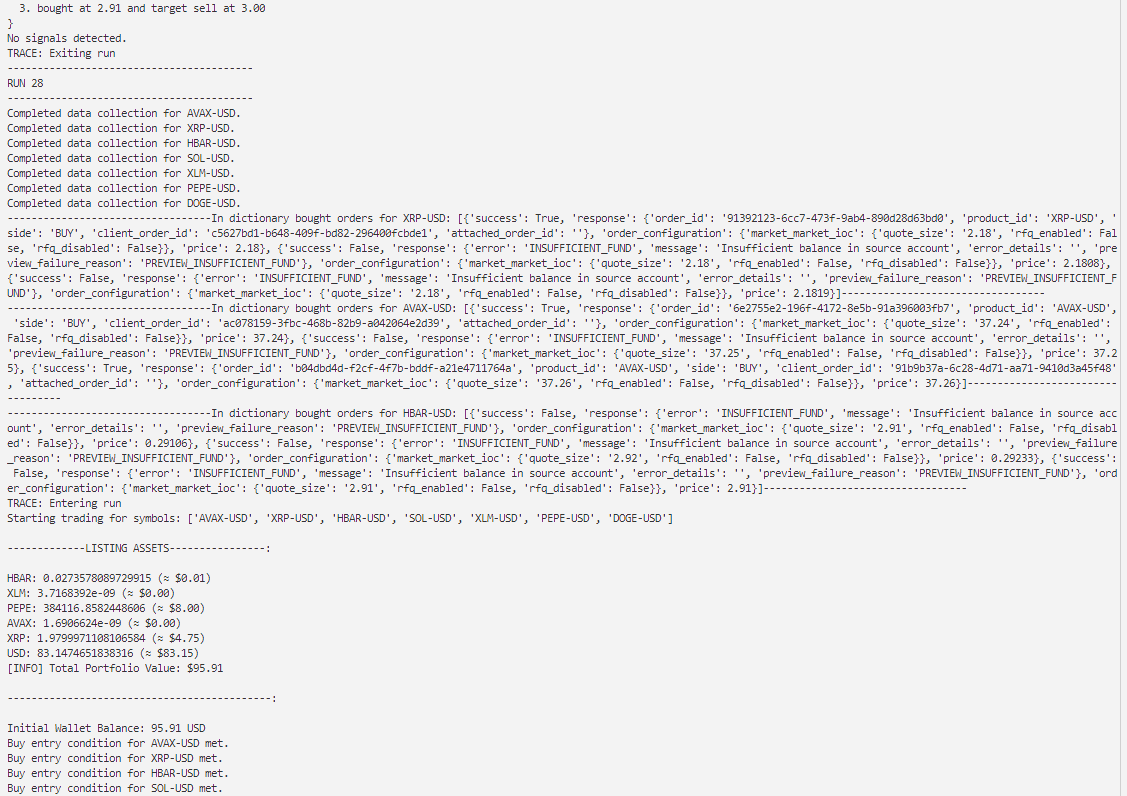 3. bought at 2.91 and target sell at 3.00
}
No signals detected.
TRACE: Exiting run
-----------------------------------------
RUN 28
-----------------------------------------
Completed data collection for AVAX-USD.
Completed data collection for XRP-USD.
Completed data collection for HBAR-USD.
Completed data collection for SOL-USD.
Completed data collection for XLM-USD.
Completed data collection for PEPE-USD.
Completed data collection for DOGE-USD.
----------------------------------In dictionary bought orders for XRP-USD: [{'success': True, 'response': {'order_id': '91392123-6cc7-473f-9ab4-890d28d63bd0', 'product_id': 'XRP-USD', '
side': 'BUY', 'client_order_id': 'c5627bd1-b648-409f-bd82-296400fcbde1', 'attached_order_id': ''}, 'order_configuration': {'market_market_ioc': {'quote_size': '2.18', 'rfq_enabled': Fal
se, 'rfq_disabled': False}}, 'price': 2.18}, {'success': False, 'response': {'error': 'INSUFFICIENT_FUND', 'message': 'Insufficient balance in source account', 'error_details': '', 'pre
view_failure_reason': 'PREVIEW_INSUFFICIENT_FUND'}, 'order_configuration': {'market_market_ioc': {'quote_size': '2.18', 'rfq_enabled': False, 'rfq_disabled': False}}, 'price': 2.1808},
{'success': False, 'response': {'error': 'INSUFFICIENT_FUND', 'message': 'Insufficient balance in source account', 'error_details': '', 'preview_failure_reason': 'PREVIEW_INSUFFICIENT_F
UND'}, 'order_configuration': {'market_market_ioc': {'quote_size': '2.18', 'rfq_enabled': False, 'rfq_disabled': False}}, 'price': 2.1819}]----------------------------------
----------------------------------In dictionary bought orders for AVAX-USD: [{'success': True, 'response': {'order_id': '6e2755e2-196f-4172-8e5b-91a396003fb7', 'product_id': 'AVAX-USD',
'side': 'BUY', 'client_order_id': 'ac078159-3fbc-468b-82b9-a042064e2d39', 'attached_order_id': ''}, 'order_configuration': {'market_market_ioc': {'quote_size': '37.24', 'rfq_enabled':
False, 'rfq_disabled': False}}, 'price': 37.24}, {'success': False, 'response': {'error': 'INSUFFICIENT_FUND', 'message': 'Insufficient balance in source account', 'error_details': '',
'preview_failure_reason': 'PREVIEW_INSUFFICIENT_FUND'}, 'order_configuration': {'market_market_ioc': {'quote_size': '37.25', 'rfq_enabled': False, 'rfq_disabled': False}}, 'price': 37.2
5}, {'success': True, 'response': {'order_id': 'b04dbd4d-f2cf-4f7b-bddf-a21e4711764a', 'product_id': 'AVAX-USD', 'side': 'BUY', 'client_order_id': '91b9b37a-6c28-4d71-aa71-9410d3a45f48'
, 'attached_order_id': ''}, 'order_configuration': {'market_market_ioc': {'quote_size': '37.26', 'rfq_enabled': False, 'rfq_disabled': False}}, 'price': 37.26}]-------------------------
---------
----------------------------------In dictionary bought orders for HBAR-USD: [{'success': False, 'response': {'error': 'INSUFFICIENT_FUND', 'message': 'Insufficient balance in source acc
ount', 'error_details': '', 'preview_failure_reason': 'PREVIEW_INSUFFICIENT_FUND'}, 'order_configuration': {'market_market_ioc': {'quote_size': '2.91', 'rfq_enabled': False, 'rfq_disabl
ed': False}}, 'price': 0.29106}, {'success': False, 'response': {'error': 'INSUFFICIENT_FUND', 'message': 'Insufficient balance in source account', 'error_details': '', 'preview_failure
_reason': 'PREVIEW_INSUFFICIENT_FUND'}, 'order_configuration': {'market_market_ioc': {'quote_size': '2.92', 'rfq_enabled': False, 'rfq_disabled': False}}, 'price': 0.29233}, {'success':
False, 'response': {'error': 'INSUFFICIENT_FUND', 'message': 'Insufficient balance in source account', 'error_details': '', 'preview_failure_reason': 'PREVIEW_INSUFFICIENT_FUND'}, 'ord
er_configuration': {'market_market_ioc': {'quote_size': '2.91', 'rfq_enabled': False, 'rfq_disabled': False}}, 'price': 2.91}]----------------------------------
TRACE: Entering run
Starting trading for symbols: ['AVAX-USD', 'XRP-USD', 'HBAR-USD', 'SOL-USD', 'XLM-USD', 'PEPE-USD', 'DOGE-USD']
-------------LISTING ASSETS----------------:
HBAR: 0.0273578089729915 (≈ $0.01)
XLM: 3.7168392e-09 (≈ $0.00)
PEPE: 384116.8582448606 (≈ $8.00)
AVAX: 1.6906624e-09 (≈ $0.00)
XRP: 1.9799971108106584 (≈ $4.75)
USD: 83.1474651838316 (≈ $83.15)
[INFO] Total Portfolio Value: $95.91
--------------------------------------------:
Initial Wallet Balance: 95.91 USD
Buy entry condition for AVAX-USD met.
Buy entry condition for XRP-USD met.
Buy entry condition for HBAR-USD met.
Buy entry condition for SOL-USD met.